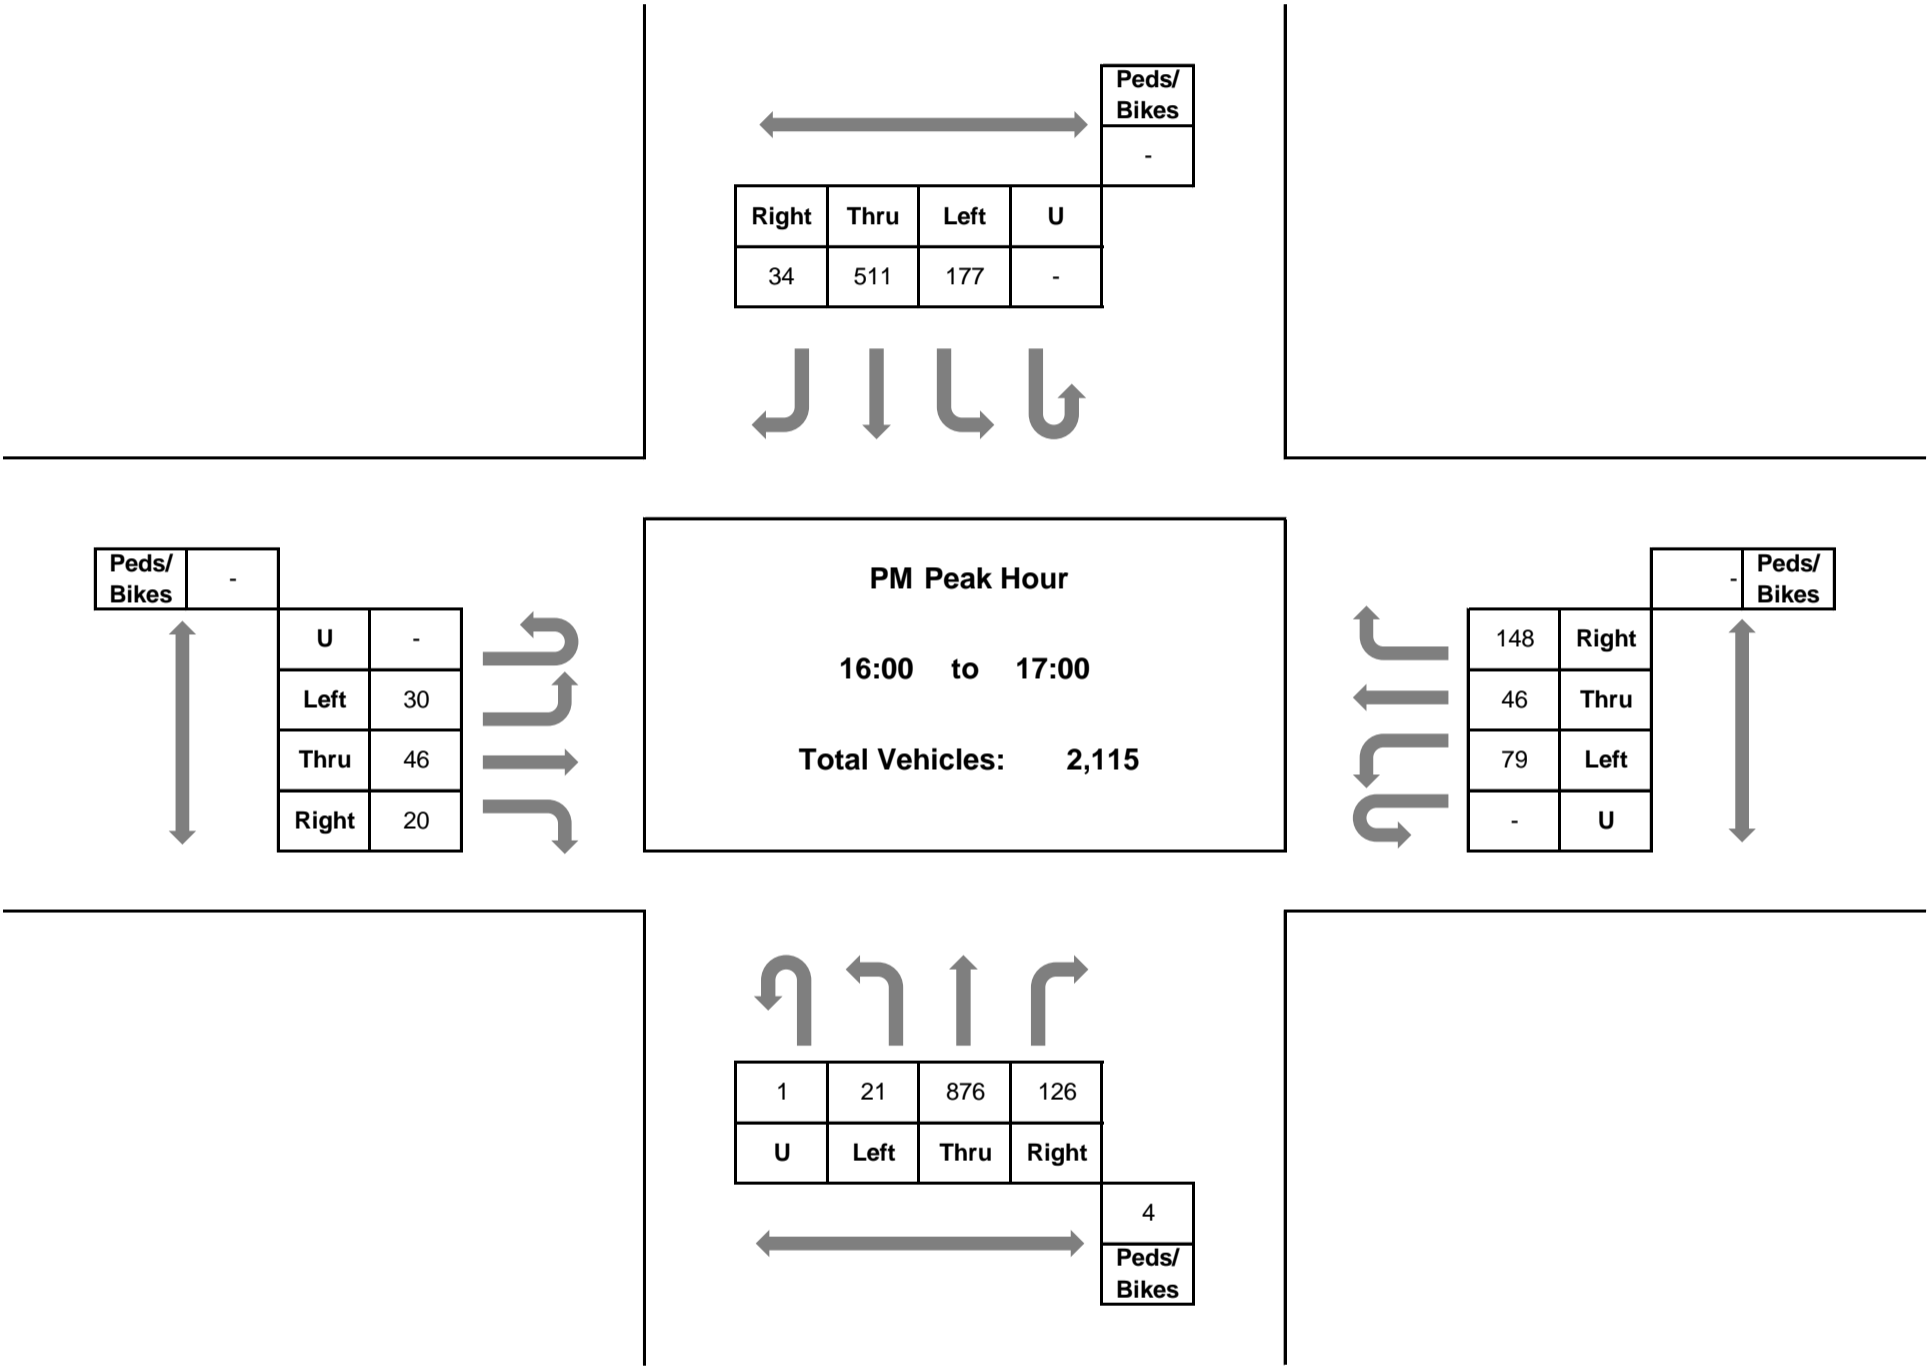 Peds/
Bikes
-
Right Thru Left U
34 511 177 -
Peds/
Bikes
-
U -
Left 30
Thru 46
Right 20
PM Peak Hour
16:00 to 17:00
Total Vehicles: 2,115
-
Peds/
Bikes
148 Right
46 Thru
79 Left
- U
1 21 876 126
U Left Thru Right
4
Peds/
Bikes